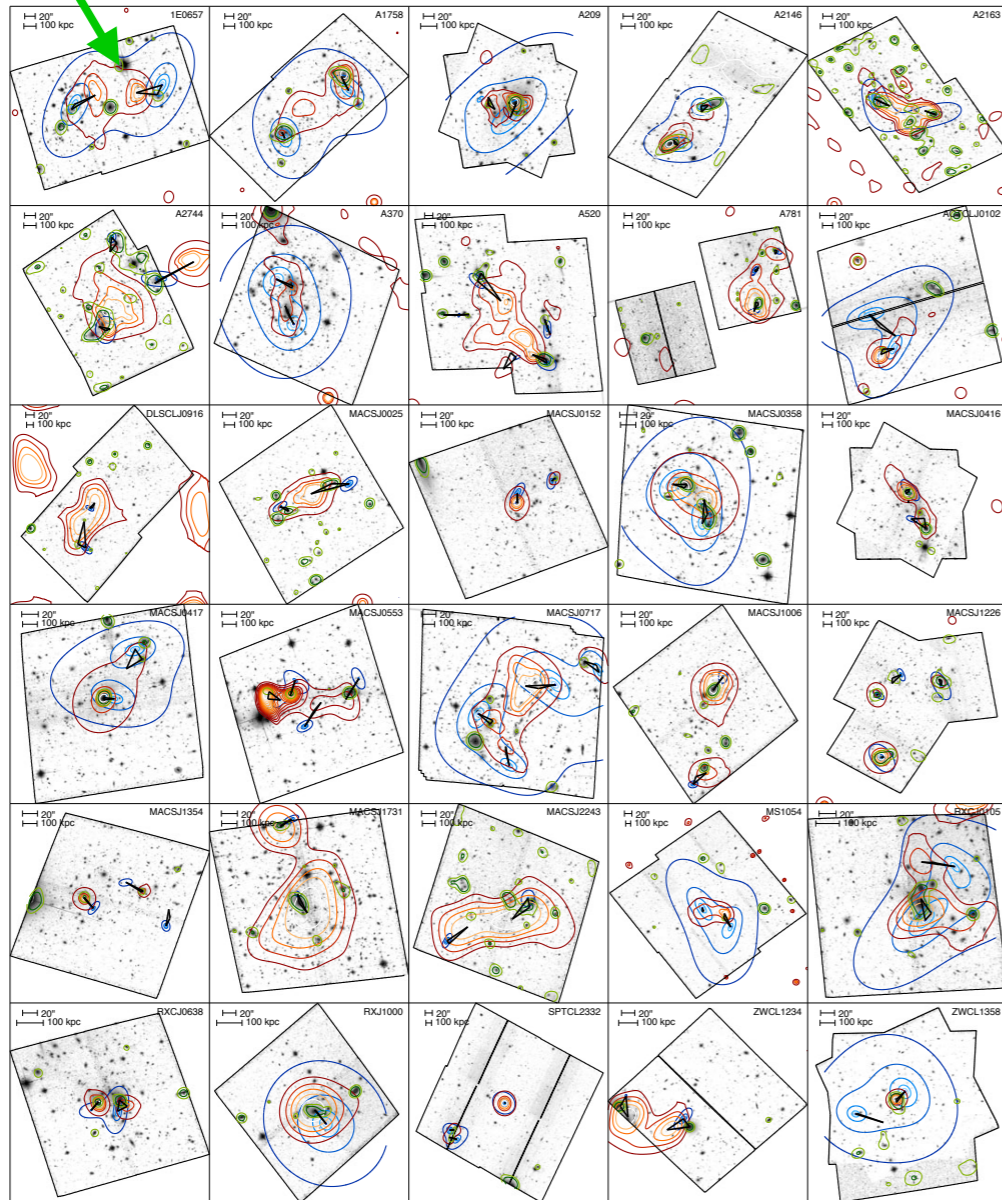 20" 1E0657
100 kpc
20" A1758
100 kpc
20" A209
100 kpc
20" A2146
100 kpc
20" A2163
100 kpc
20" A2744
100 kpc
20" A370
100 kpc
20" A520
100 kpc
20" A781
100 kpc
20" ACTCLJ0102
100 kpc
20" DLSCLJ0916
100 kpc
20" MACSJ0025
100 kpc
20" MACSJ0152
100 kpc
20" MACSJ0358
100 kpc
20" MACSJ0416
100 kpc
20" MACSJ0417
100 kpc
20" MACSJ0553
100 kpc
20" MACSJ0717
100 kpc
20" MACSJ1006
100 kpc
20" MACSJ1226
100 kpc
20" MACSJ1354
100 kpc
20" MACSJ1731
100 kpc
20" MACSJ2243
100 kpc
20" MS1054
100 kpc
20" RXCJ0105
100 kpc
20" RXCJ0638
100 kpc
20" RXJ1000
100 kpc
20" SPTCL2332
100 kpc
20" ZWCL1234
100 kpc
20" ZWCL1358
100 kpc